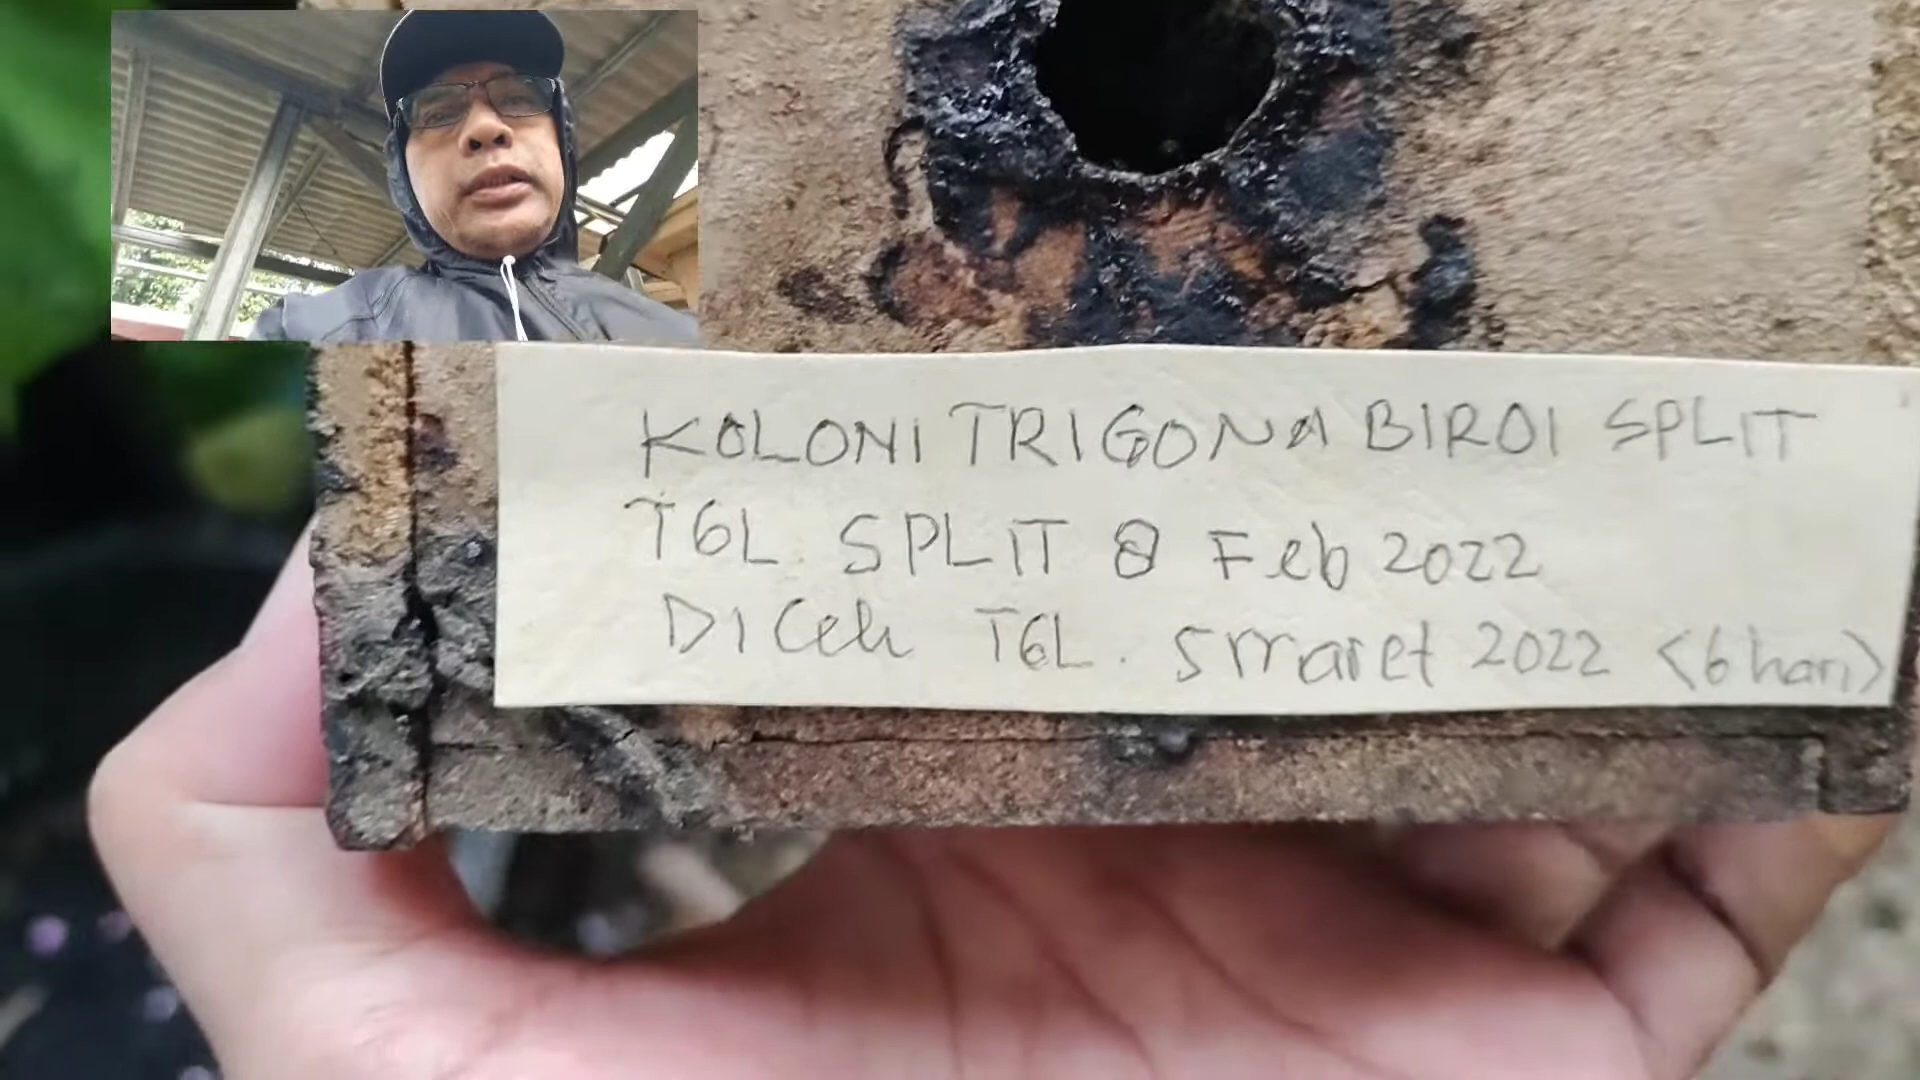 KOLONI TRIGONA BIROI SPLIT
TGL SPLIT 8 Feb 2022
DICek TGL. 5 maret 2022 <6 hari>